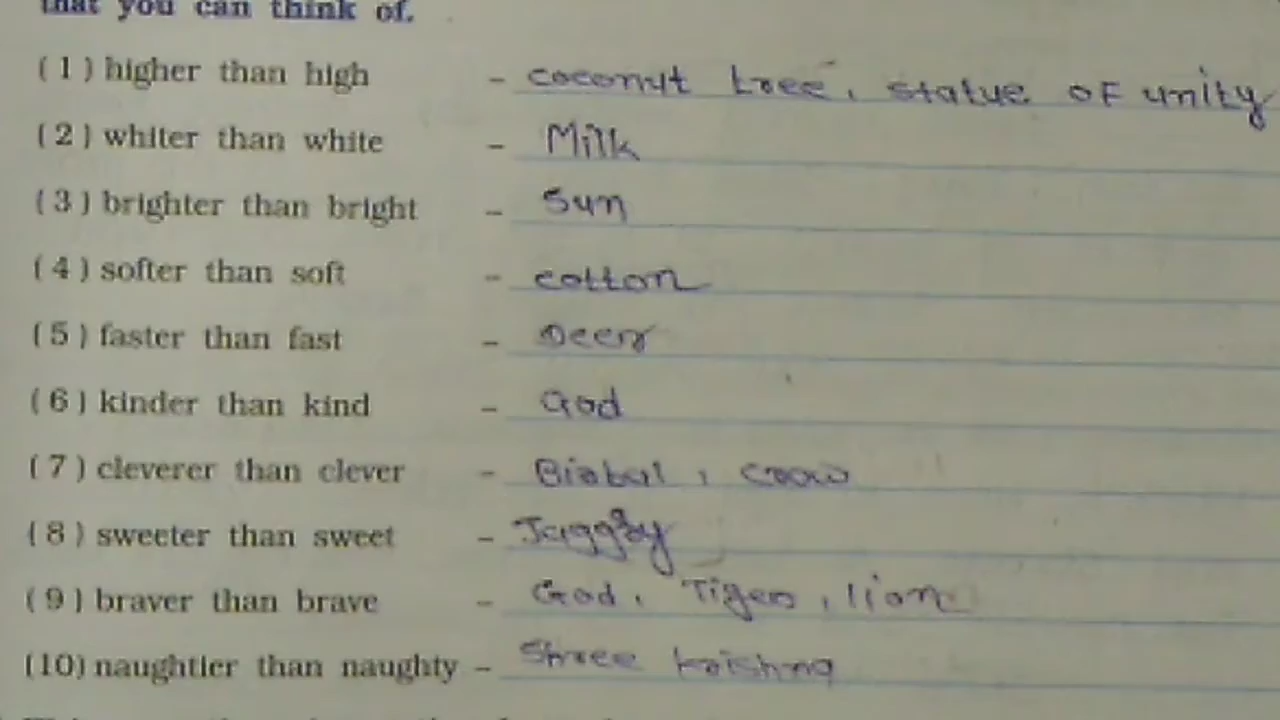 that you can think of.
(1) higher than high - coconut tree, statue of unity
(2) whiter than white - Milk
(3) brighter than bright - Sun
(4) softer than soft - cotton
(5) faster than fast - Deer
(6) kinder than kind - God
(7) cleverer than clever - Birbal, crow
(8) sweeter than sweet - Jaggry
(9) braver than brave - God, Tiger, lion
(10) naughtier than naughty - Shree krishna